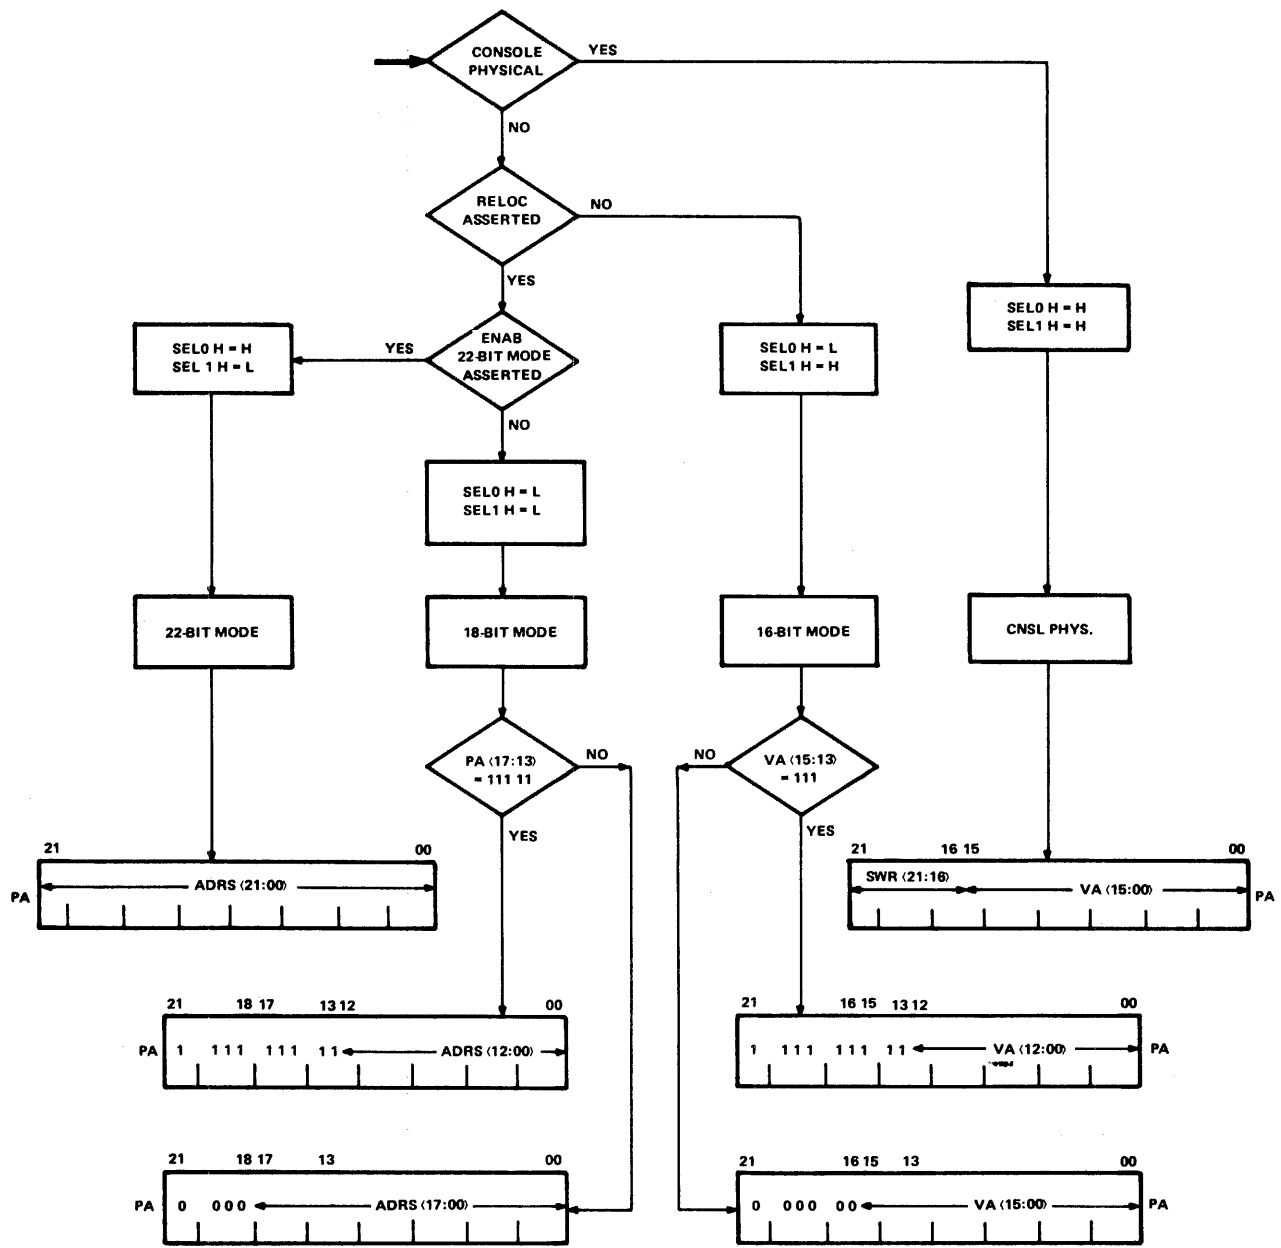 CONSOLE
PHYSICAL
YES
NO
RELOC
ASSERTED
NO
YES
ENAB
22-BIT MODE
ASSERTED
YES
NO
SEL0 H = H
SEL 1 H = L
SEL0 H = L
SEL1 H = H
SEL0 H = H
SEL1 H = H
SEL0 H = L
SEL1 H = L
22-BIT MODE
18-BIT MODE
16-BIT MODE
CNSL PHYS.
PA ⟨17:13⟩
= 111 11
NO
YES
NO
VA ⟨15:13⟩
= 111
YES
21 00
PA ADRS ⟨21:00⟩
21 16 15 00
SWR ⟨21:16⟩ VA ⟨15:00⟩ PA
21 18 17 13 12 00
PA 1 111 111 11 ADRS ⟨12:00⟩
21 16 15 13 12 00
1 111 111 11 VA ⟨12:00⟩ PA
21 18 17 13 00
PA 0 000 ADRS ⟨17:00⟩
21 16 15 13 00
0 000 00 VA ⟨15:00⟩ PA